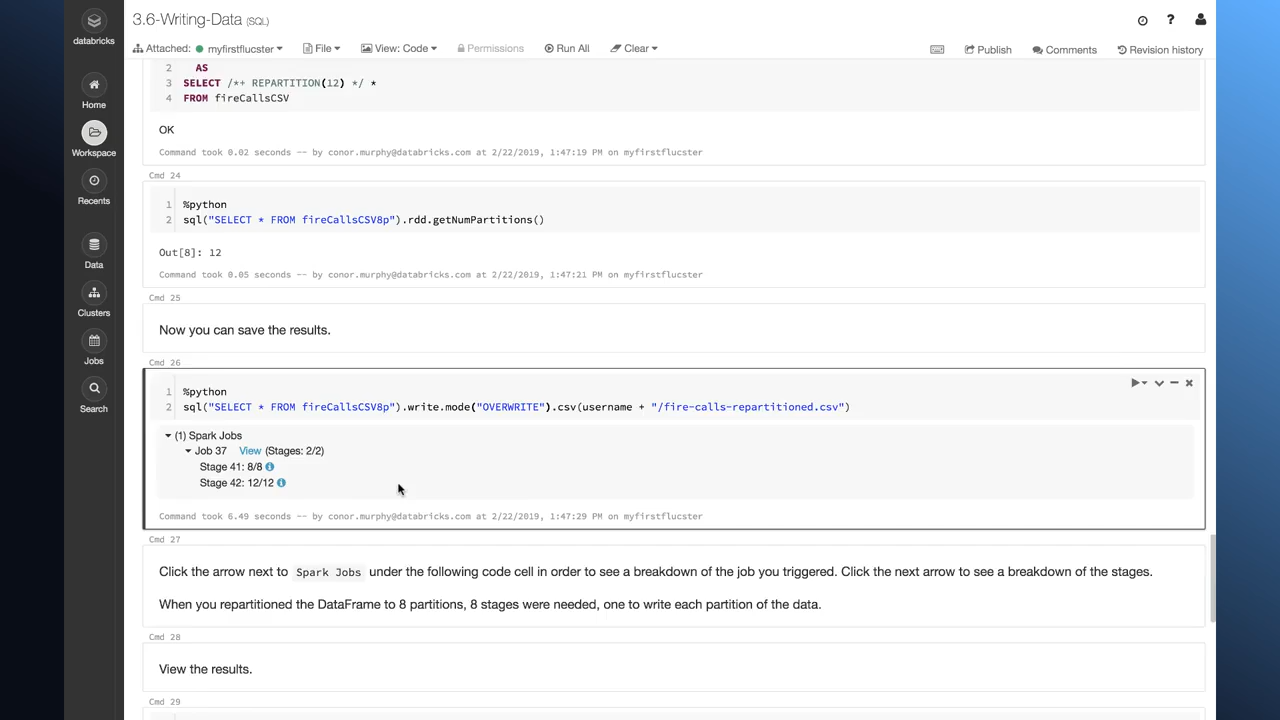 databricks
Home
Workspace
Recents
Data
Clusters
Jobs
Search
3.6-Writing-Data (SQL)
Attached: myfirstflucster File View: Code Permissions Run All Clear Publish Comments Revision history
2 AS
3 SELECT /*+ REPARTITION(12) */ *
4 FROM fireCallsCSV
OK
Command took 0.02 seconds -- by conor.murphy@databricks.com at 2/22/2019, 1:47:19 PM on myfirstflucster
Cmd 24
1 %python
2 sql("SELECT * FROM fireCallsCSV8p").rdd.getNumPartitions()
Out[8]: 12
Command took 0.05 seconds -- by conor.murphy@databricks.com at 2/22/2019, 1:47:21 PM on myfirstflucster
Cmd 25
Now you can save the results.
Cmd 26
1 %python
2 sql("SELECT * FROM fireCallsCSV8p").write.mode("OVERWRITE").csv(username + "/fire-calls-repartitioned.csv")
(1) Spark Jobs
Job 37 View (Stages: 2/2)
Stage 41: 8/8
Stage 42: 12/12
Command took 6.49 seconds -- by conor.murphy@databricks.com at 2/22/2019, 1:47:29 PM on myfirstflucster
Cmd 27
Click the arrow next to Spark Jobs under the following code cell in order to see a breakdown of the job you triggered. Click the next arrow to see a breakdown of the stages.
When you repartitioned the DataFrame to 8 partitions, 8 stages were needed, one to write each partition of the data.
Cmd 28
View the results.
Cmd 29